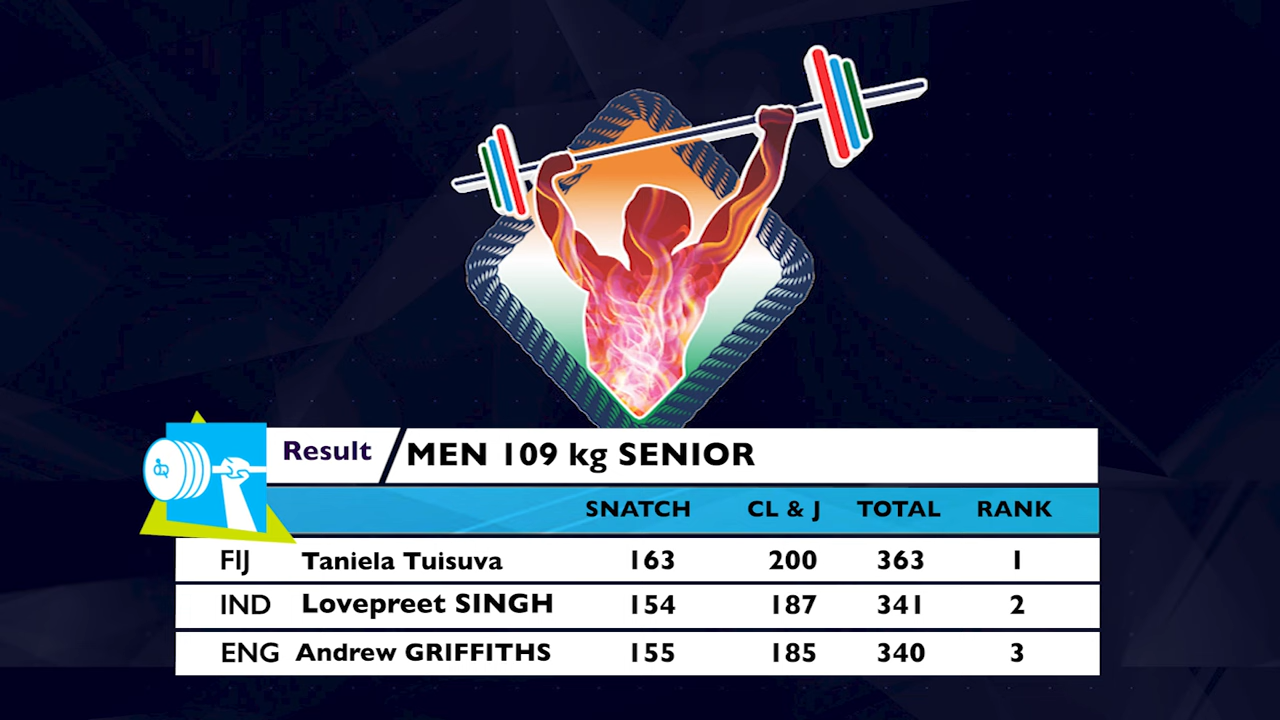 Result MEN 109 kg SENIOR
SNATCH CL & J TOTAL RANK
FIJ Taniela Tuisuva 163 200 363 1
IND Lovepreet SINGH 154 187 341 2
ENG Andrew GRIFFITHS 155 185 340 3